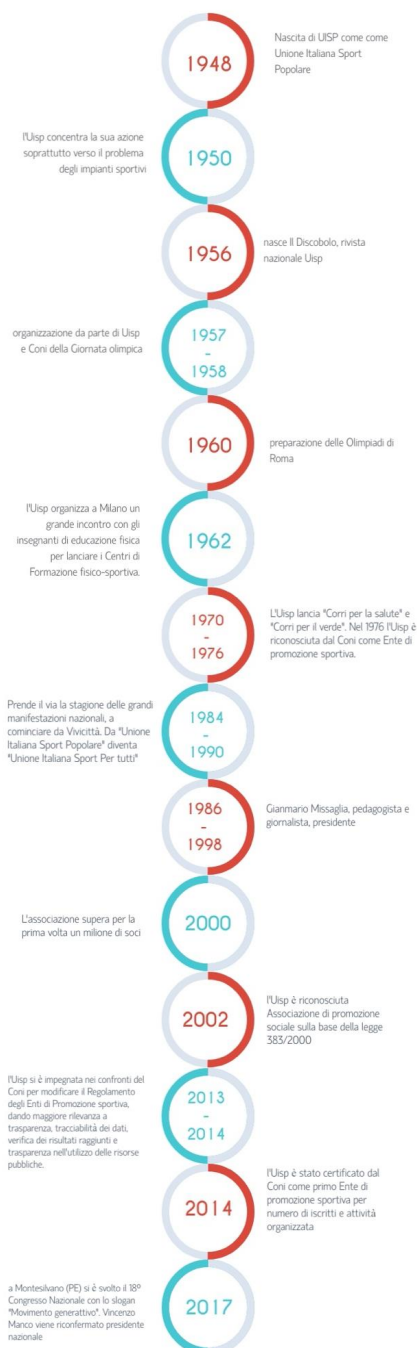 1948
Nascita di UISP come come
Unione Italiana Sport
Popolare
l'Uisp concentra la sua azione
soprattutto verso il problema
degli impianti sportivi
1950
1956
nasce Il Discobolo, rivista
nazionale Uisp
organizzazione da parte di Uisp
e Coni della Giornata olimpica
1957
-
1958
1960
preparazione delle Olimpiadi di
Roma
l'Uisp organizza a Milano un
grande incontro con gli
insegnanti di educazione fisica
per lanciare i Centri di
Formazione fisico-sportiva.
1962
1970
-
1976
L'Uisp lancia "Corri per la salute" e
"Corri per il verde". Nel 1976 l'Uisp è
riconosciuta dal Coni come Ente di
promozione sportiva.
Prende il via la stagione delle grandi
manifestazioni nazionali, a
cominciare da Vivicittà. Da "Unione
Italiana Sport Popolare" diventa
"Unione Italiana Sport Per tutti"
1984
-
1990
1986
-
1998
Gianmario Missaglia, pedagogista e
giornalista, presidente
L'associazione supera per la
prima volta un milione di soci
2000
2002
l'Uisp è riconosciuta
Associazione di promozione
sociale sulla base della legge
383/2000
l'Uisp si è impegnata nei confronti del
Coni per modificare il Regolamento
degli Enti di Promozione sportiva,
dando maggiore rilevanza a
trasparenza, tracciabilità dei dati,
verifica dei risultati raggiunti e
trasparenza nell'utilizzo delle risorse
pubbliche.
2013
-
2014
2014
l'Uisp è stato certificato dal
Coni come primo Ente di
promozione sportiva per
numero di iscritti e attività
organizzata
a Montesilvano (PE) si è svolto il 18º
Congresso Nazionale con lo slogan
"Movimento generattivo". Vincenzo
Manco viene riconfermato presidente
nazionale
2017